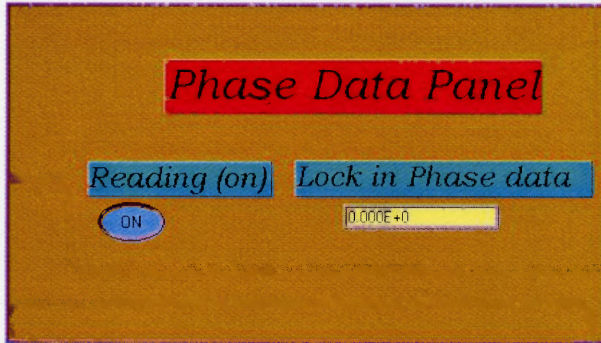 Phase Data Panel
Reading (on) Lock in Phase data
ON 0.000E+0